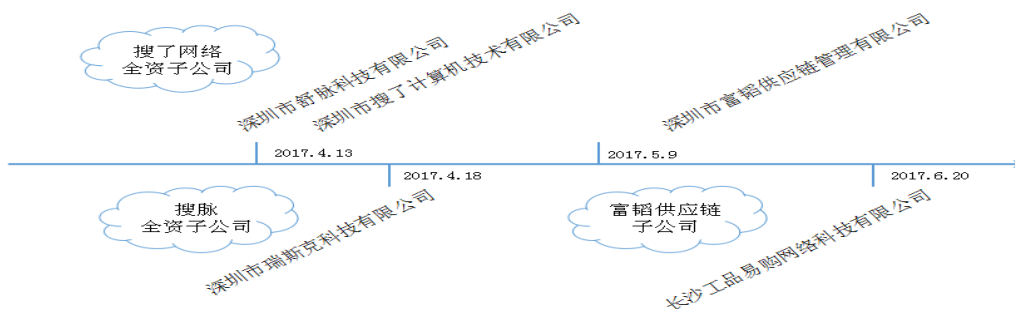 搜了网络
全资子公司
深圳市舒脉科技有限公司
深圳市搜了计算机技术有限公司
深圳市富韬供应链管理有限公司
2017.4.13
2017.5.9
2017.4.18
2017.6.20
搜脉
全资子公司
深圳市瑞斯克科技有限公司
富韬供应链
子公司
长沙工品易购网络科技有限公司